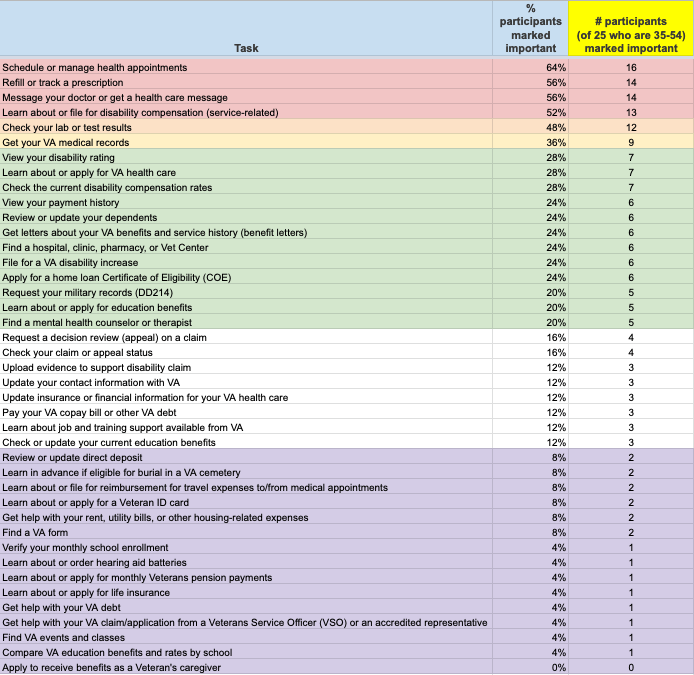 Task % participants marked important # participants (of 25 who are 35-54) marked important
Schedule or manage health appointments 64% 16
Refill or track a prescription 56% 14
Message your doctor or get a health care message 56% 14
Learn about or file for disability compensation (service-related) 52% 13
Check your lab or test results 48% 12
Get your VA medical records 36% 9
View your disability rating 28% 7
Learn about or apply for VA health care 28% 7
Check the current disability compensation rates 28% 7
View your payment history 24% 6
Review or update your dependents 24% 6
Get letters about your VA benefits and service history (benefit letters) 24% 6
Find a hospital, clinic, pharmacy, or Vet Center 24% 6
File for a VA disability increase 24% 6
Apply for a home loan Certificate of Eligibility (COE) 24% 6
Request your military records (DD214) 20% 5
Learn about or apply for education benefits 20% 5
Find a mental health counselor or therapist 20% 5
Request a decision review (appeal) on a claim 16% 4
Check your claim or appeal status 16% 4
Upload evidence to support disability claim 12% 3
Update your contact information with VA 12% 3
Update insurance or financial information for your VA health care 12% 3
Pay your VA copay bill or other VA debt 12% 3
Learn about job and training support available from VA 12% 3
Check or update your current education benefits 12% 3
Review or update direct deposit 8% 2
Learn in advance if eligible for burial in a VA cemetery 8% 2
Learn about or file for reimbursement for travel expenses to/from medical appointments 8% 2
Learn about or apply for a Veteran ID card 8% 2
Get help with your rent, utility bills, or other housing-related expenses 8% 2
Find a VA form 8% 2
Verify your monthly school enrollment 4% 1
Learn about or order hearing aid batteries 4% 1
Learn about or apply for monthly Veterans pension payments 4% 1
Learn about or apply for life insurance 4% 1
Get help with your VA debt 4% 1
Get help with your VA claim/application from a Veterans Service Officer (VSO) or an accredited representative 4% 1
Find VA events and classes 4% 1
Compare VA education benefits and rates by school 4% 1
Apply to receive benefits as a Veteran's caregiver 0% 0